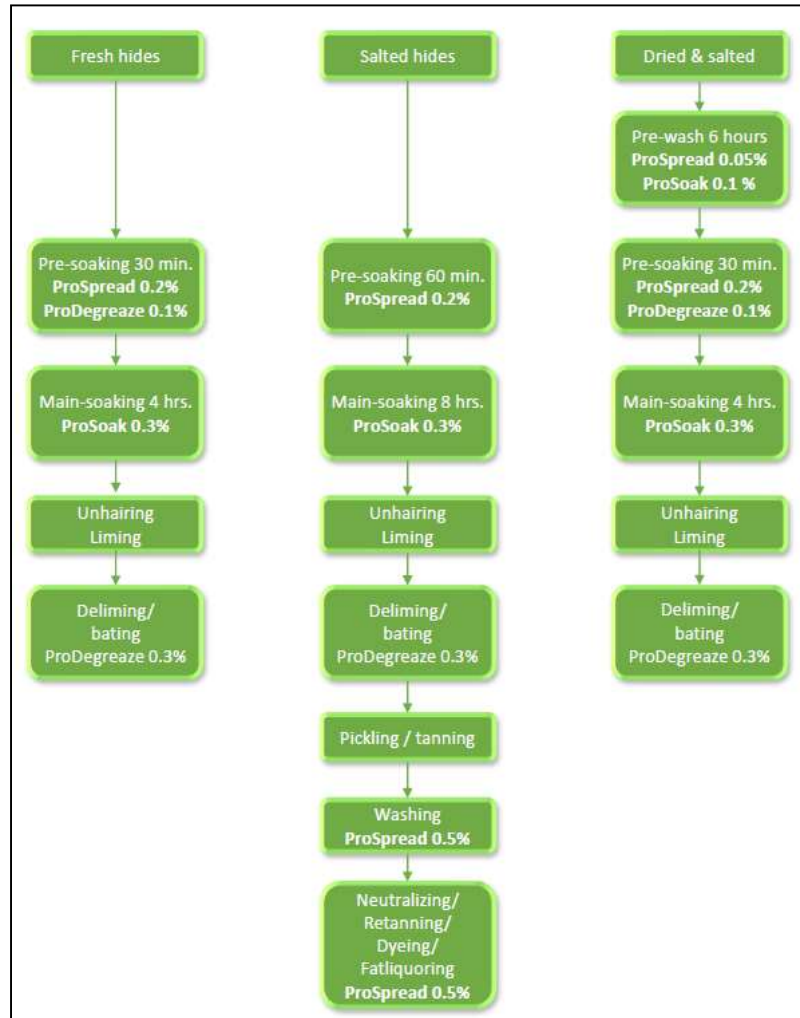 Fresh hides
Pre-soaking 30 min.
ProSpread 0.2%
ProDegreaze 0.1%
Main-soaking 4 hrs.
ProSoak 0.3%
Unhairing
Liming
Deliming/
bating
ProDegreaze 0.3%
Salted hides
Pre-soaking 60 min.
ProSpread 0.2%
Main-soaking 8 hrs.
ProSoak 0.3%
Unhairing
Liming
Deliming/
bating
ProDegreaze 0.3%
Pickling / tanning
Washing
ProSpread 0.5%
Neutralizing/
Retanning/
Dyeing/
Fatliquoring
ProSpread 0.5%
Dried & salted
Pre-wash 6 hours
ProSpread 0.05%
ProSoak 0.1 %
Pre-soaking 30 min.
ProSpread 0.2%
ProDegreaze 0.1%
Main-soaking 4 hrs.
ProSoak 0.3%
Unhairing
Liming
Deliming/
bating
ProDegreaze 0.3%